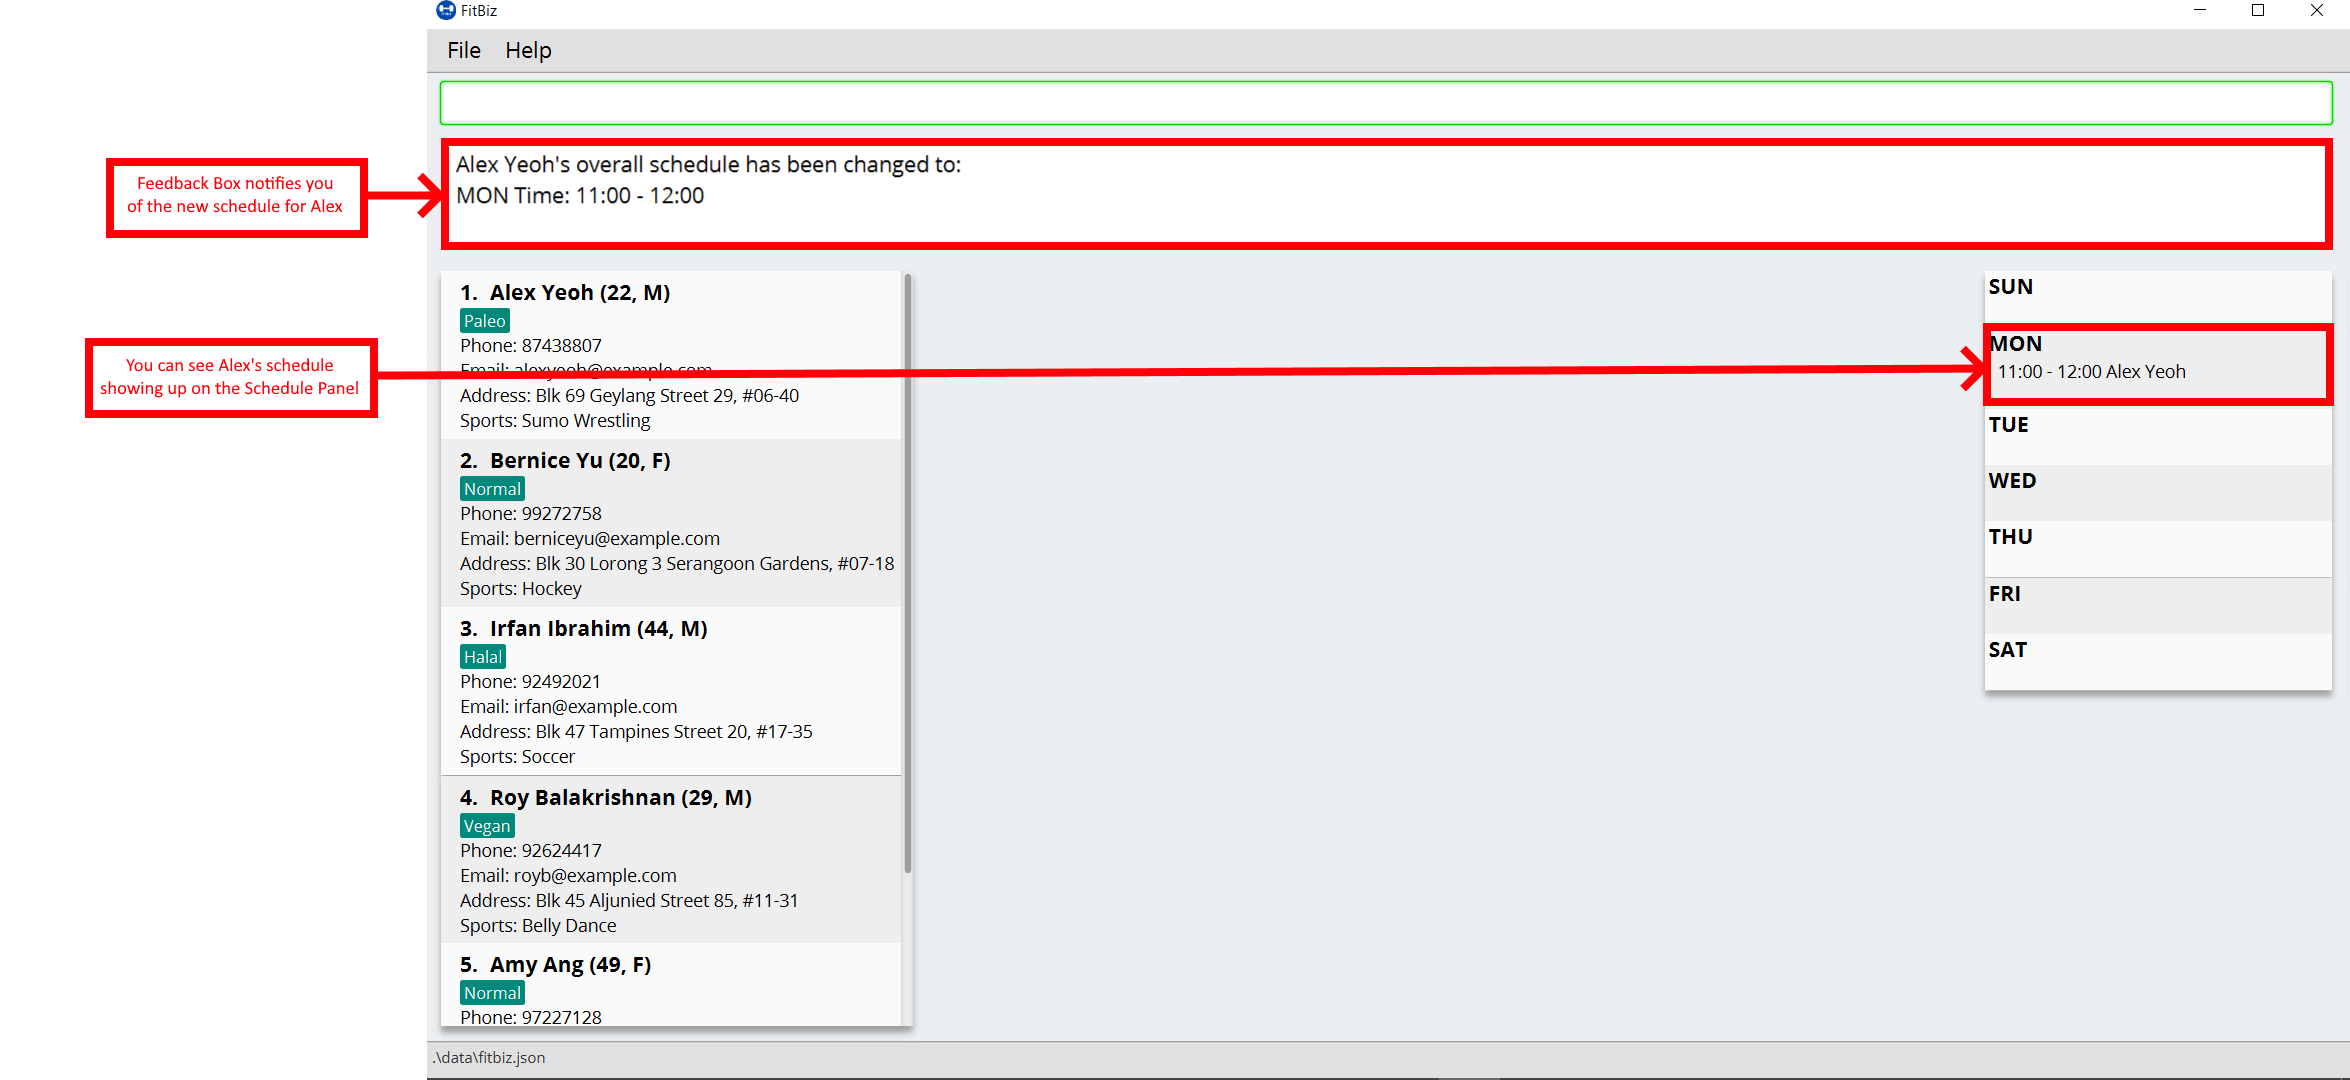 FitBiz
File Help
Alex Yeoh's overall schedule has been changed to:
MON Time: 11:00 - 12:00
Feedback Box notifies you
of the new schedule for Alex
You can see Alex's schedule
showing up on the Schedule Panel
1. Alex Yeoh (22, M)
Paleo
Phone: 87438807
Email: alexyeoh@example.com
Address: Blk 69 Geylang Street 29, #06-40
Sports: Sumo Wrestling
2. Bernice Yu (20, F)
Normal
Phone: 99272758
Email: berniceyu@example.com
Address: Blk 30 Lorong 3 Serangoon Gardens, #07-18
Sports: Hockey
3. Irfan Ibrahim (44, M)
Halal
Phone: 92492021
Email: irfan@example.com
Address: Blk 47 Tampines Street 20, #17-35
Sports: Soccer
4. Roy Balakrishnan (29, M)
Vegan
Phone: 92624417
Email: royb@example.com
Address: Blk 45 Aljunied Street 85, #11-31
Sports: Belly Dance
5. Amy Ang (49, F)
Normal
Phone: 97227128
SUN
MON
11:00 - 12:00 Alex Yeoh
TUE
WED
THU
FRI
SAT
.\data\fitbiz.json